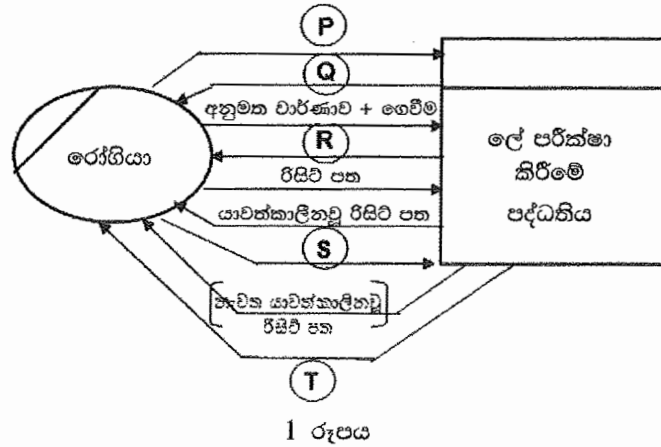 P
Q
අනුමත වාර්ණාව + ගෙවීම
R
රෝගියා
ලේ පරීක්ෂා
කිරීමේ
පද්ධතිය
රිසිට් පත
යාවත්කාලීනවූ රිසිට් පත
S
නැවත යාවත්කාලීනවූ
රිසිට් පත
T
1 රූපය